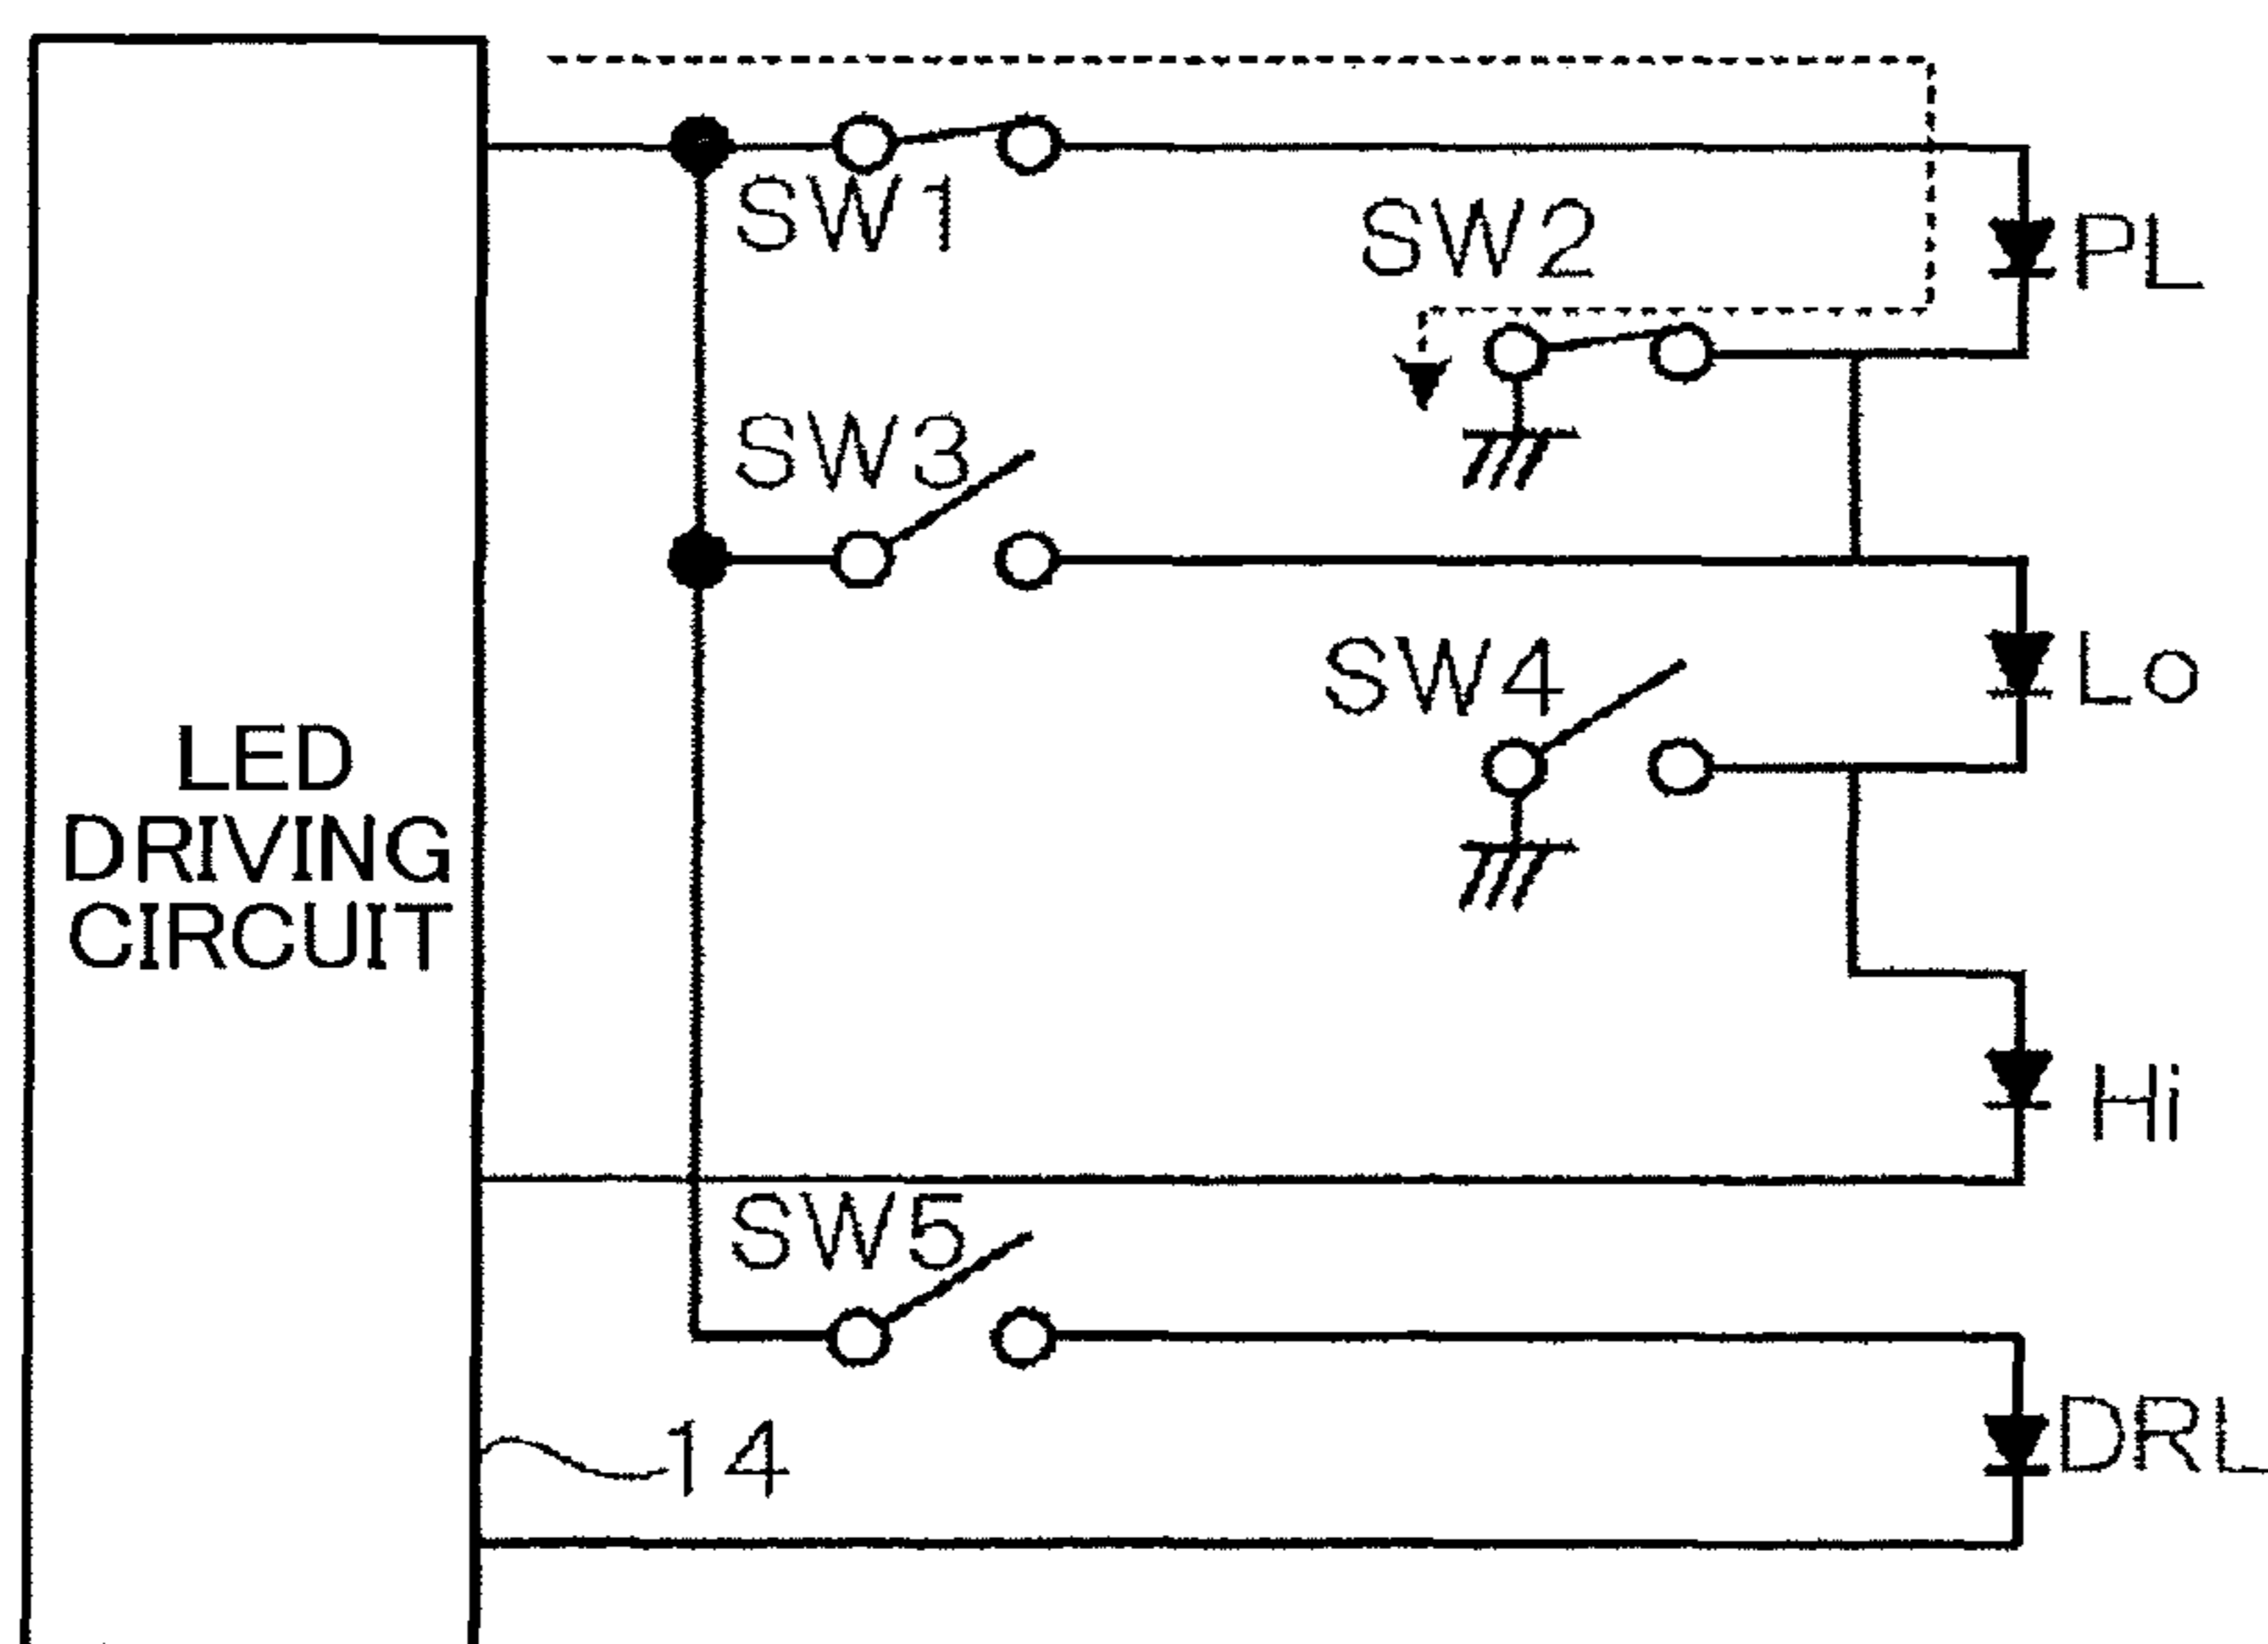 SW1
SW2
PL
SW3
SW4
Lo
LED
DRIVING
CIRCUIT
Hi
SW5
DRL
14